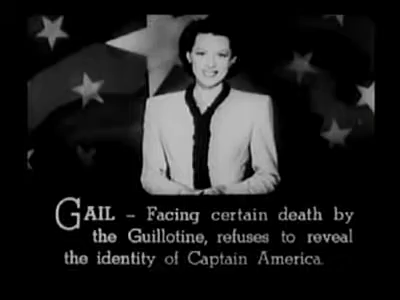 GAIL – Facing certain death by
the Guillotine, refuses to reveal
the identity of Captain America.